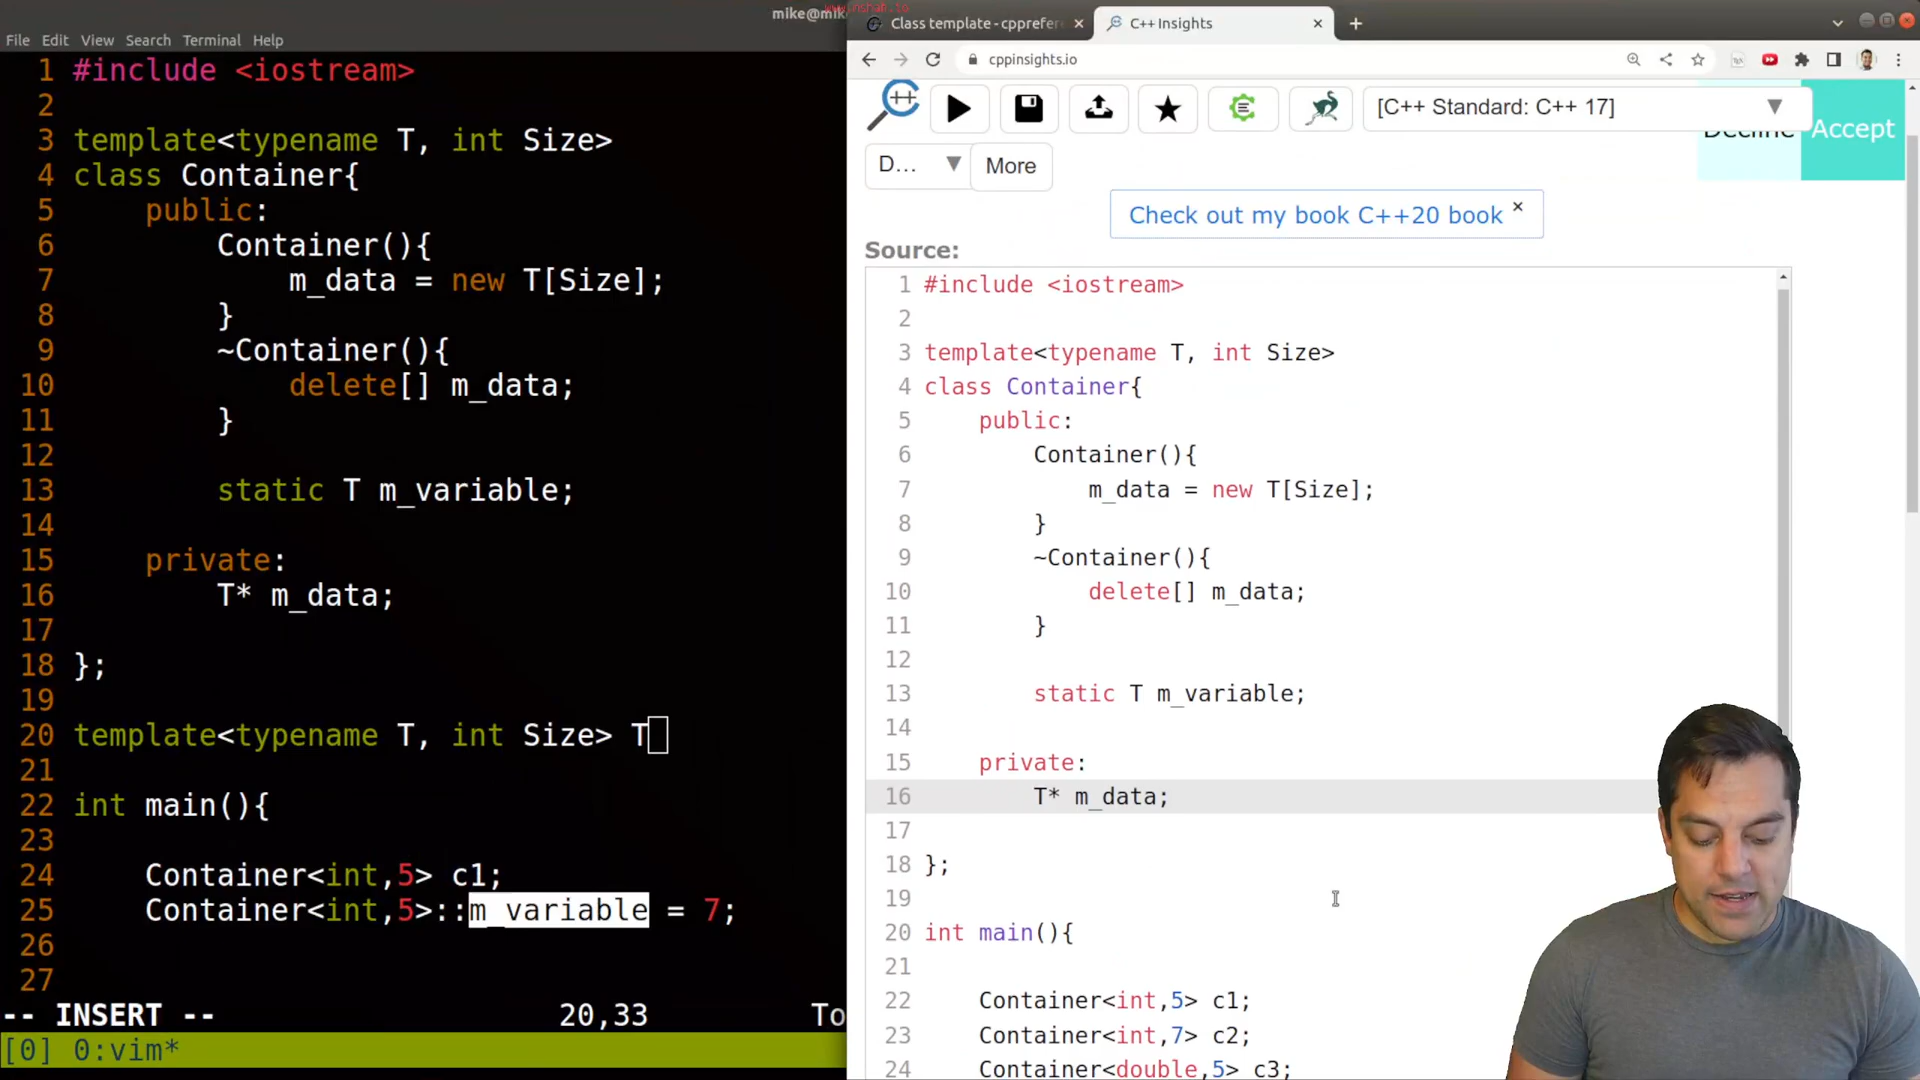 www.nshab.io
mike@mik
File Edit View Search Terminal Help
1 #include <iostream>
2
3 template<typename T, int Size>
4 class Container{
5 public:
6 Container(){
7 m_data = new T[Size];
8 }
9 ~Container(){
10 delete[] m_data;
11 }
12
13 static T m_variable;
14
15 private:
16 T* m_data;
17
18 };
19
20 template<typename T, int Size> T
21
22 int main(){
23
24 Container<int,5> c1;
25 Container<int,5>::m_variable = 7;
26
27
-- INSERT -- 20,33 To
[0] 0:vim*
Class template - cpprefer
C++ Insights
cppinsights.io
[C++ Standard: C++ 17]
Decline Accept
D... More
Check out my book C++20 book
Source:
1 #include <iostream>
2
3 template<typename T, int Size>
4 class Container{
5 public:
6 Container(){
7 m_data = new T[Size];
8 }
9 ~Container(){
10 delete[] m_data;
11 }
12
13 static T m_variable;
14
15 private:
16 T* m_data;
17
18 };
19
20 int main(){
21
22 Container<int,5> c1;
23 Container<int,7> c2;
24 Container<double,5> c3;